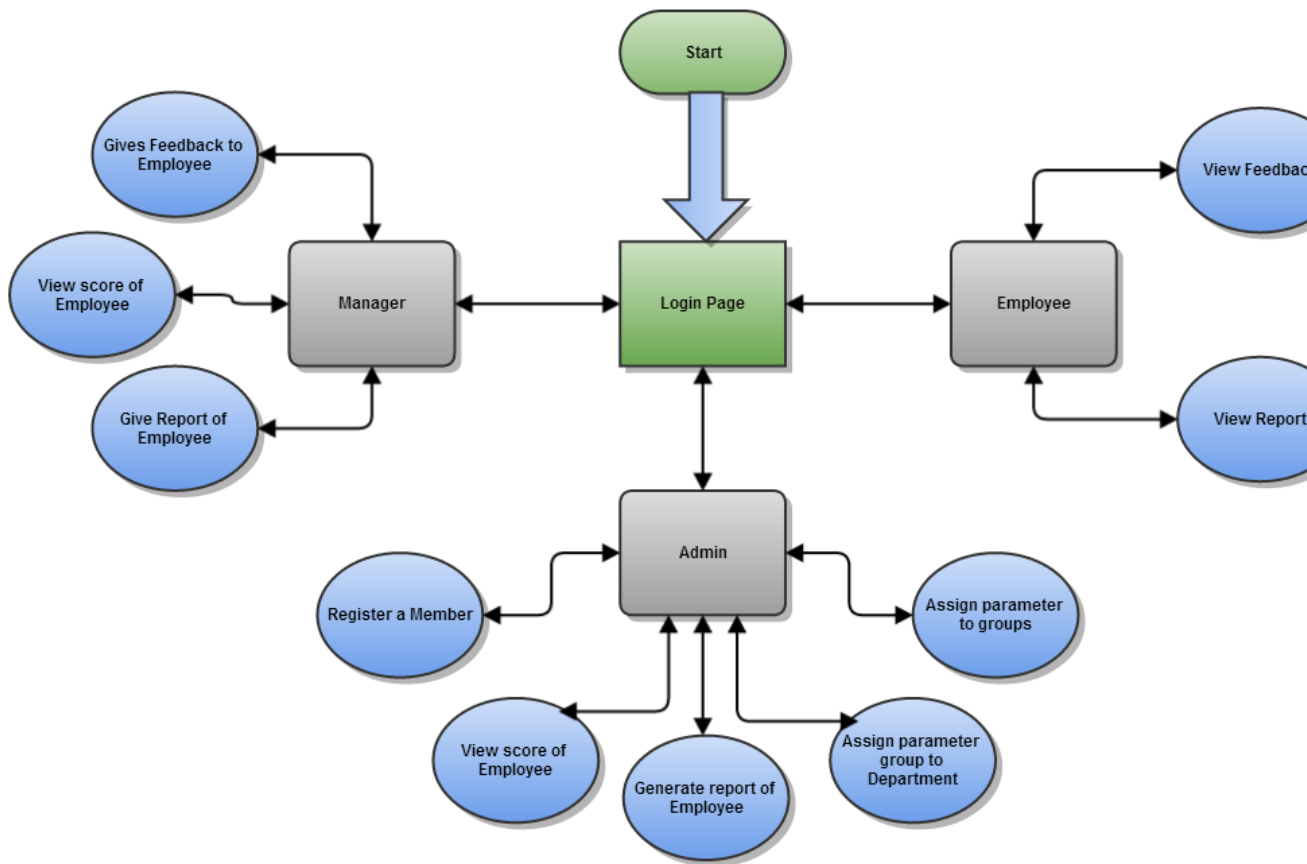 Start
Gives Feedback to
Employee
View Feedback
View score of
Employee
Manager
Login Page
Employee
Give Report of
Employee
View Report
Admin
Register a Member
Assign parameter
to groups
View score of
Employee
Generate report of
Employee
Assign parameter
group to
Department